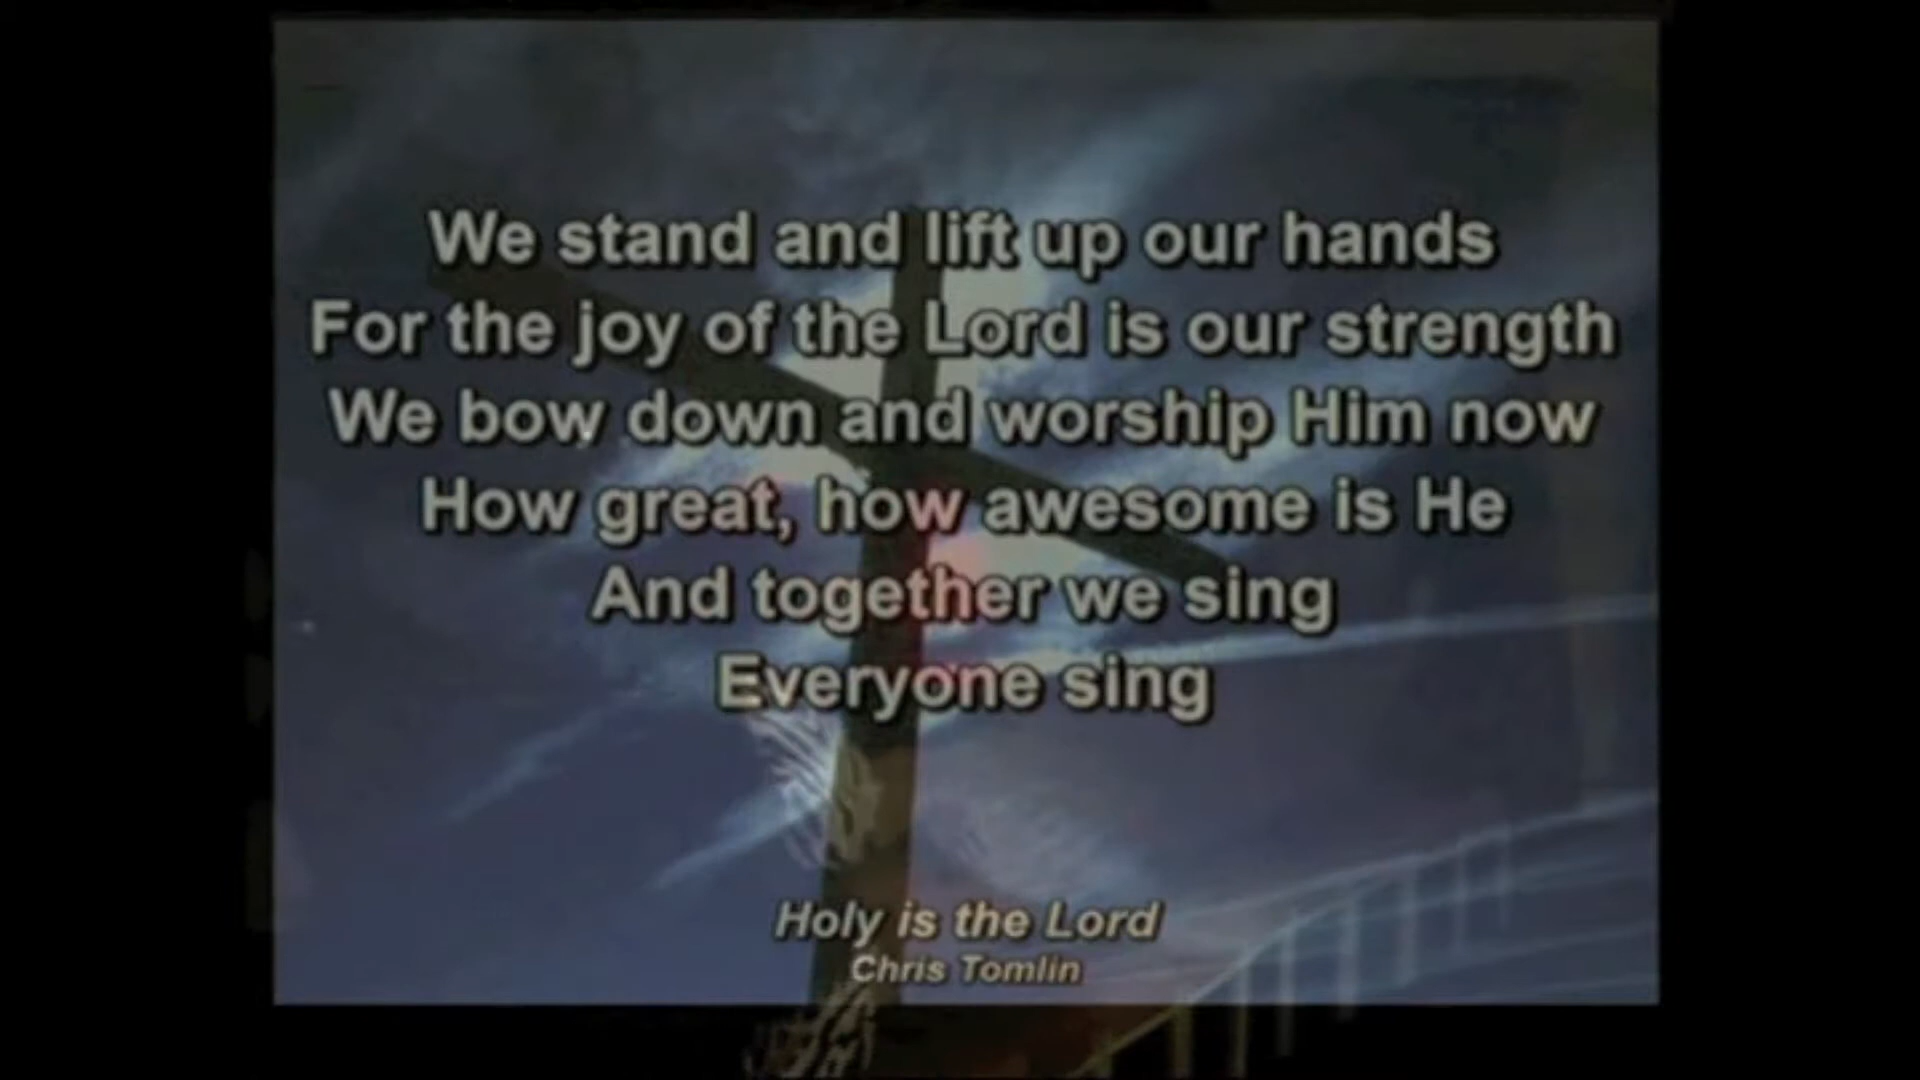 We stand and lift up our hands
For the joy of the Lord is our strength
We bow down and worship Him now
How great, how awesome is He
And together we sing
Everyone sing
Holy is the Lord
Chris Tomlin